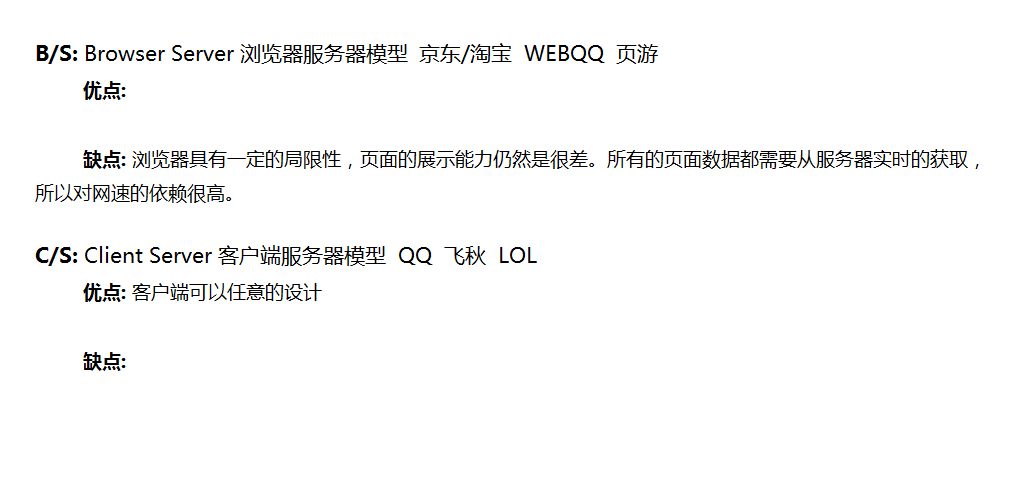 B/S: Browser Server 浏览器服务器模型 京东/淘宝 WEBQQ 页游
优点:
缺点: 浏览器具有一定的局限性，页面的展示能力仍然是很差。所有的页面数据都需要从服务器实时的获取，
所以对网速的依赖很高。
C/S: Client Server 客户端服务器模型 QQ 飞秋 LOL
优点: 客户端可以任意的设计
缺点: